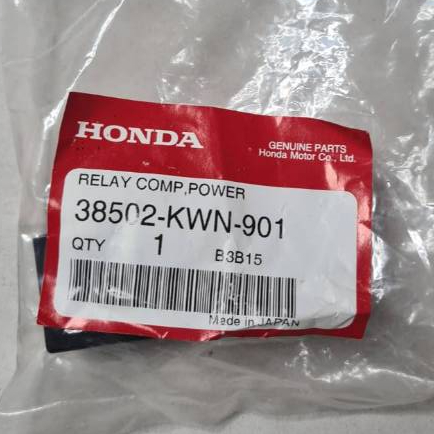 HONDA
GENUINE PARTS
Honda Motor Co., Ltd.
RELAY COMP,POWER
38502-KWN-901
QTY 1 B3B15
Made in JAPAN